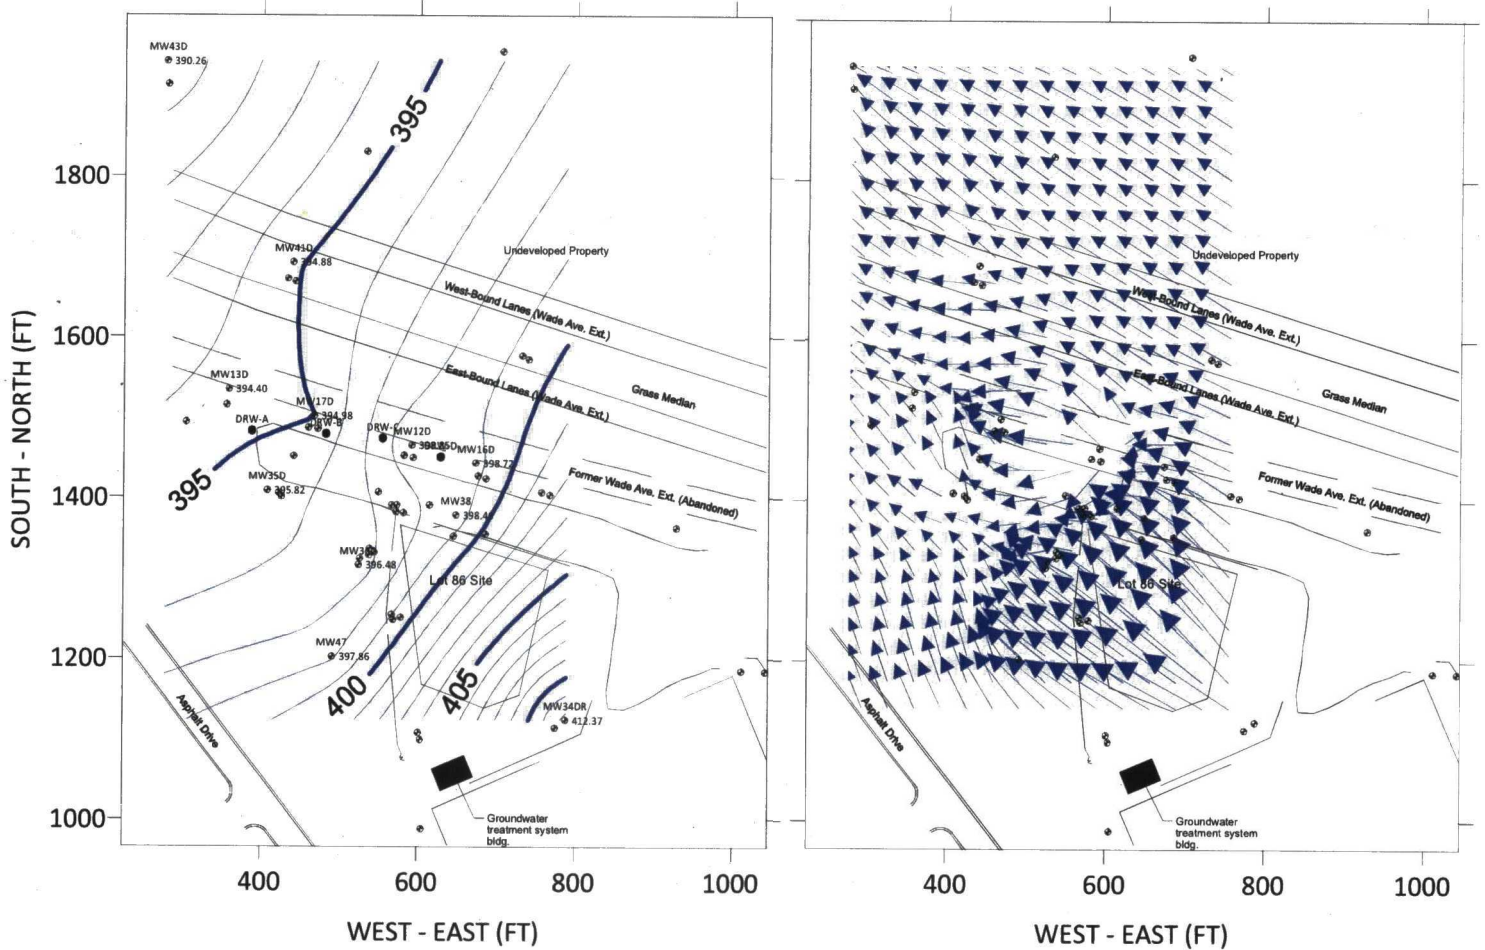 MW43D
390.26
395
1800
MW41D
394.88
Undeveloped Property
West-Bound Lanes (Wade Ave. Ext.)
1600
East-Bound Lanes (Wade Ave. Ext.)
Grass Median
MW13D
394.40
MW17D
394.98
DRW-A
DRW-B
DRW-C
MW12D
MW16D
398.77
395
MW35D
395.82
Former Wade Ave. Ext (Abandoned)
1400
MW38
396.48
Lot 86 Site
1200
MW47
397.86
400
405
MW34DR
412.37
Asphalt Drive
1000
Groundwater
treatment system
bldg.
SOUTH - NORTH (FT)
400
600
800
1000
WEST - EAST (FT)
Undeveloped Property
West-Bound Lanes (Wade Ave. Ext.)
East-Bound Lanes (Wade Ave. Ext.)
Grass Median
Former Wade Ave. Ext (Abandoned)
Lot 86 Site
Asphalt Drive
Groundwater
treatment system
bldg.
400
600
800
1000
WEST - EAST (FT)